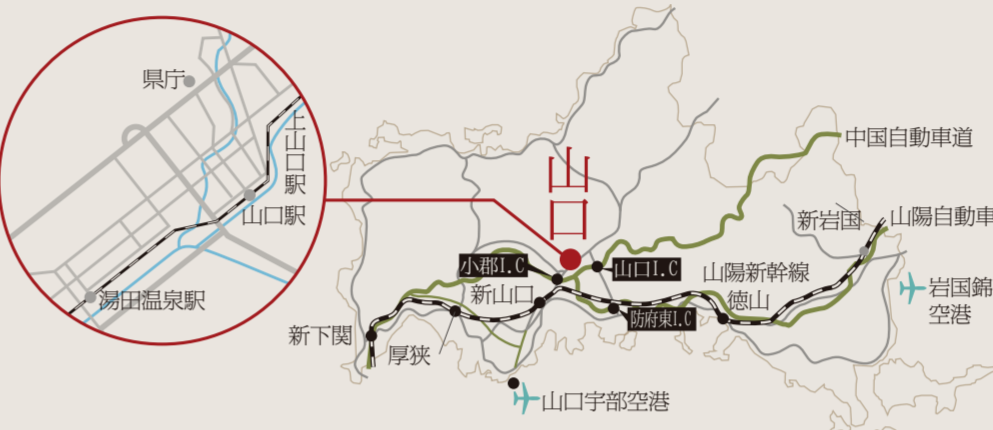 県庁
上山口駅
山口駅
湯田温泉駅
山口
中国自動車道
新岩国
山陽自動車
小郡I.C
山口I.C
山陽新幹線
岩国錦
空港
新山口
徳山
防府東I.C
新下関
厚狭
山口宇部空港